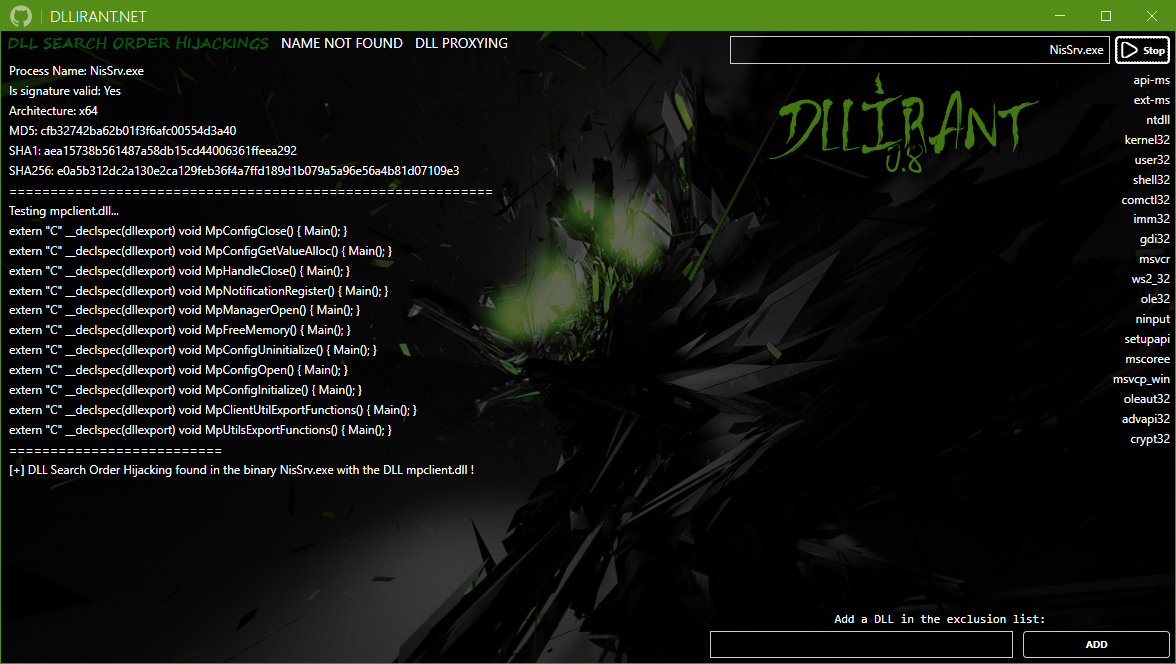 DLLIRANT.NET
DLL SEARCH ORDER HIJACKINGS NAME NOT FOUND DLL PROXYING
NisSrv.exe Stop
Process Name: NisSrv.exe
Is signature valid: Yes
Architecture: x64
MD5: cfb32742ba62b01f3f6afc00554d3a40
SHA1: aea15738b561487a58db15cd44006361ffeea292
SHA256: e0a5b312dc2a130e2ca129feb36f4a7ffd189d1b079a5a96e56a4b81d07109e3
===========================================================
Testing mpclient.dll...
extern "C" __declspec(dllexport) void MpConfigClose() { Main(); }
extern "C" __declspec(dllexport) void MpConfigGetValueAlloc() { Main(); }
extern "C" __declspec(dllexport) void MpHandleClose() { Main(); }
extern "C" __declspec(dllexport) void MpNotificationRegister() { Main(); }
extern "C" __declspec(dllexport) void MpManagerOpen() { Main(); }
extern "C" __declspec(dllexport) void MpFreeMemory() { Main(); }
extern "C" __declspec(dllexport) void MpConfigUninitialize() { Main(); }
extern "C" __declspec(dllexport) void MpConfigOpen() { Main(); }
extern "C" __declspec(dllexport) void MpConfigInitialize() { Main(); }
extern "C" __declspec(dllexport) void MpClientUtilExportFunctions() { Main(); }
extern "C" __declspec(dllexport) void MpUtilsExportFunctions() { Main(); }
==========================
[+] DLL Search Order Hijacking found in the binary NisSrv.exe with the DLL mpclient.dll !
DLLIRANT
0.8
api-ms
ext-ms
ntdll
kernel32
user32
shell32
comctl32
imm32
gdi32
msvcr
ws2_32
ole32
ninput
setupapi
mscoree
msvcp_win
oleaut32
advapi32
crypt32
Add a DLL in the exclusion list:
ADD